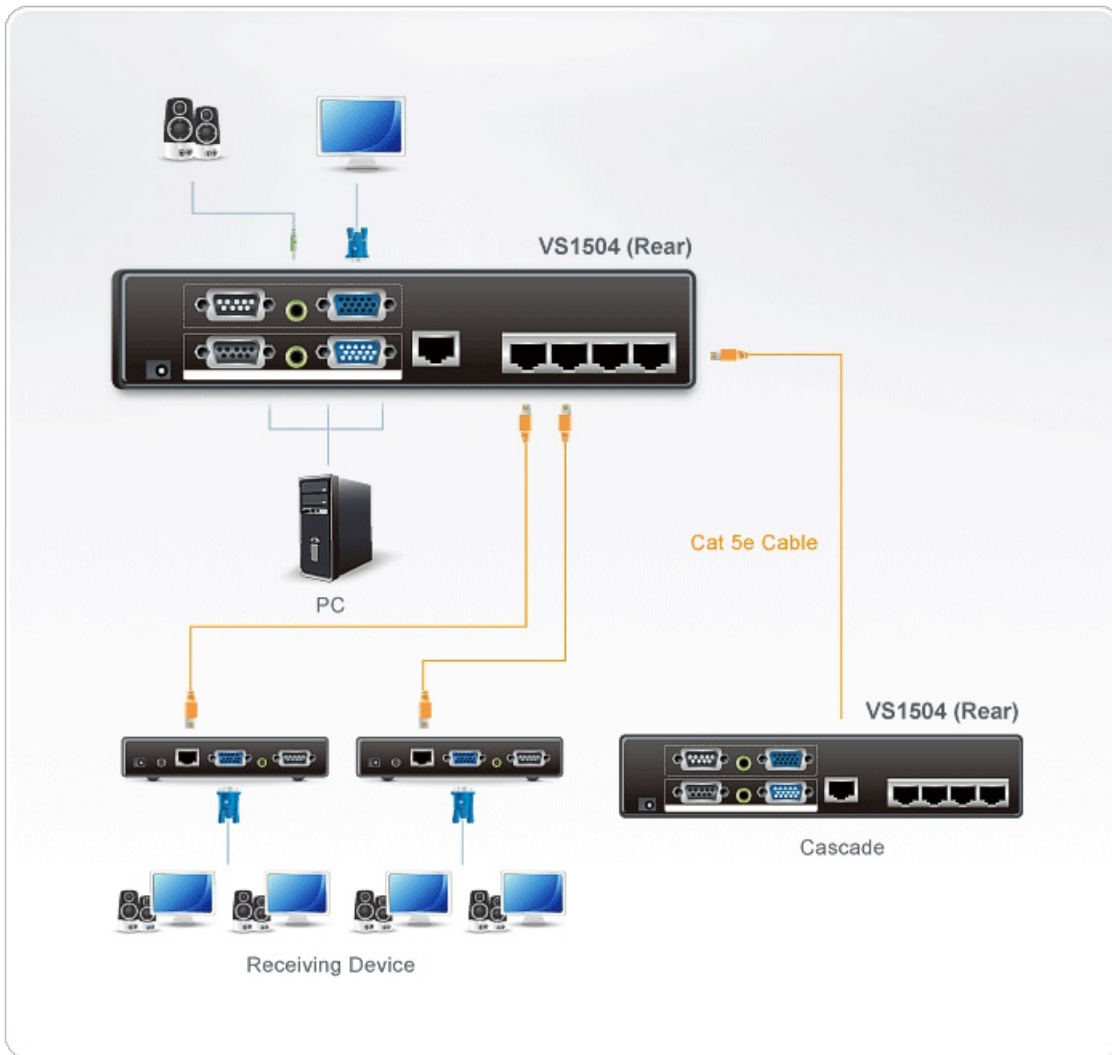 VS1504 (Rear)
PC
Cat 5e Cable
VS1504 (Rear)
Cascade
Receiving Device